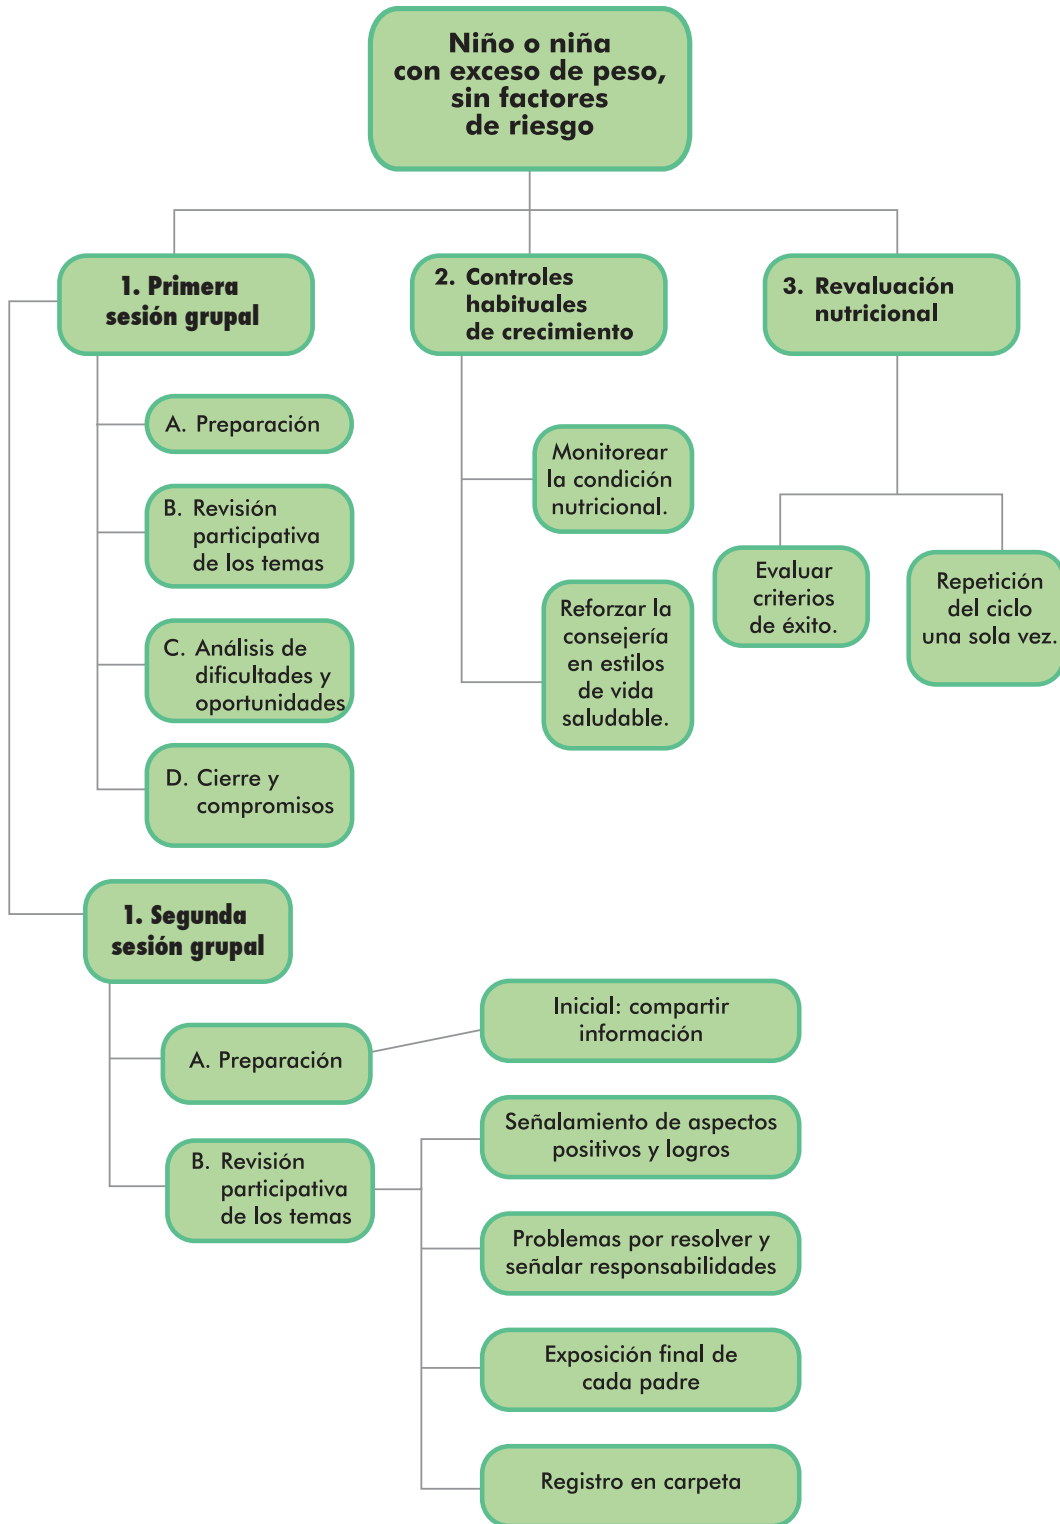 Niño o niña
con exceso de peso,
sin factores
de riesgo
1. Primera
sesión grupal
A. Preparación
B. Revisión
participativa
de los temas
C. Análisis de
dificultades y
oportunidades
D. Cierre y
compromisos
2. Controles
habituales
de crecimiento
Monitorear
la condición
nutricional.
Reforzar la
consejería
en estilos
de vida
saludable.
3. Revaluación
nutricional
Evaluar
criterios
de éxito.
Repetición
del ciclo
una sola vez.
1. Segunda
sesión grupal
A. Preparación
Inicial: compartir
información
B. Revisión
participativa
de los temas
Señalamiento de aspectos
positivos y logros
Problemas por resolver y
señalar responsabilidades
Exposición final de
cada padre
Registro en carpeta